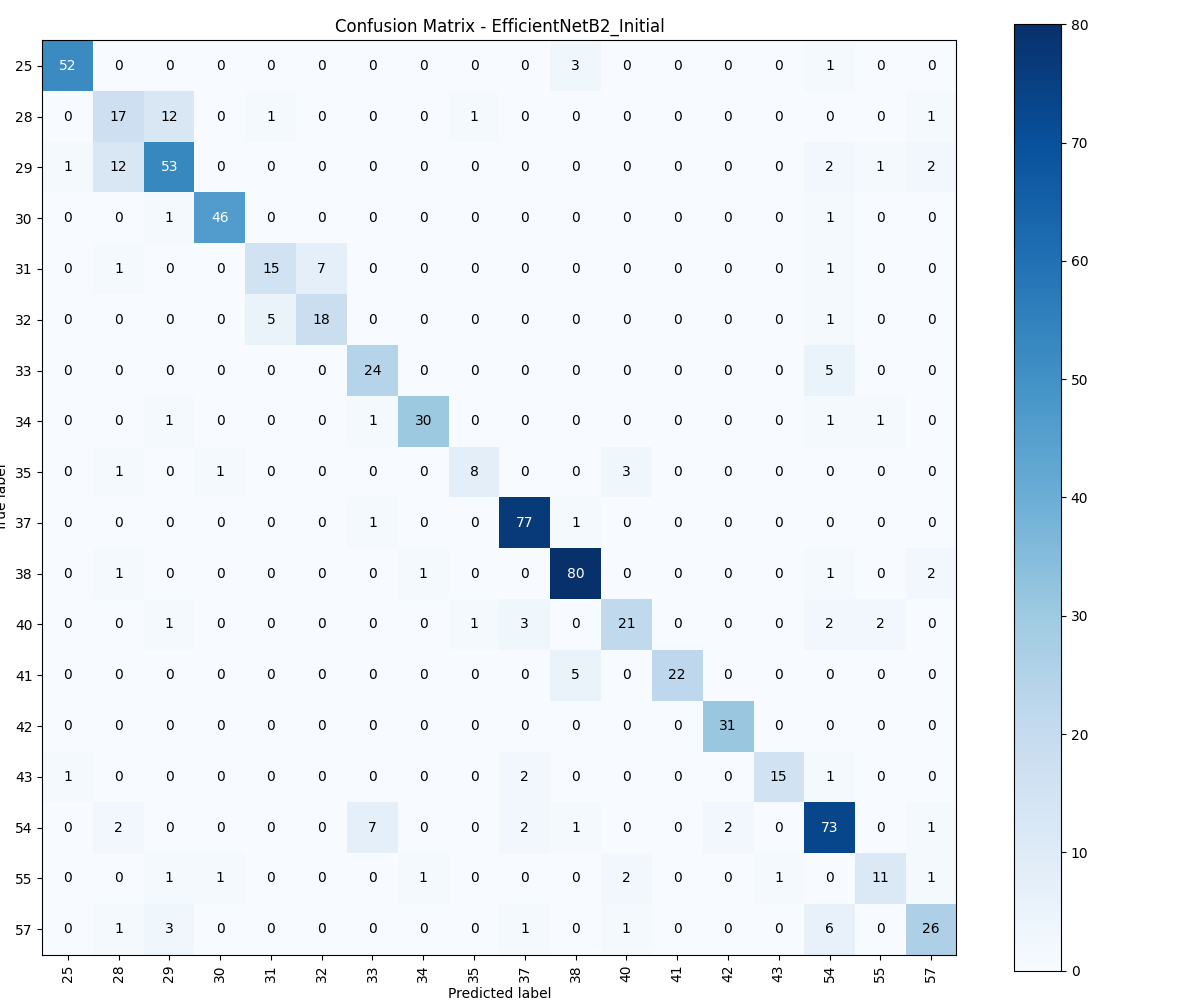 Confusion Matrix - EfficientNetB2_Initial
25 52 0 0 0 0 0 0 0 0 0 3 0 0 0 0 1 0 0
28 0 17 12 0 1 0 0 0 1 0 0 0 0 0 0 0 0 1
29 1 12 53 0 0 0 0 0 0 0 0 0 0 0 0 2 1 2
30 0 0 1 46 0 0 0 0 0 0 0 0 0 0 0 1 0 0
31 0 1 0 0 15 7 0 0 0 0 0 0 0 0 0 1 0 0
32 0 0 0 0 5 18 0 0 0 0 0 0 0 0 0 1 0 0
33 0 0 0 0 0 0 24 0 0 0 0 0 0 0 0 5 0 0
34 0 0 1 0 0 0 1 30 0 0 0 0 0 0 0 1 1 0
35 0 1 0 1 0 0 0 0 8 0 0 3 0 0 0 0 0 0
37 0 0 0 0 0 0 1 0 0 77 1 0 0 0 0 0 0 0
38 0 1 0 0 0 0 0 1 0 0 80 0 0 0 0 1 0 2
40 0 0 1 0 0 0 0 0 1 3 0 21 0 0 0 2 2 0
41 0 0 0 0 0 0 0 0 0 0 5 0 22 0 0 0 0 0
42 0 0 0 0 0 0 0 0 0 0 0 0 0 31 0 0 0 0
43 1 0 0 0 0 0 0 0 0 2 0 0 0 0 15 1 0 0
54 0 2 0 0 0 0 7 0 0 2 1 0 0 2 0 73 0 1
55 0 0 1 1 0 0 0 1 0 0 0 2 0 0 1 0 11 1
57 0 1 3 0 0 0 0 0 0 1 0 1 0 0 0 6 0 26
25 28 29 30 31 32 33 34 35 37 38 40 41 42 43 54 55 57
Predicted label
80
70
60
50
40
30
20
10
0